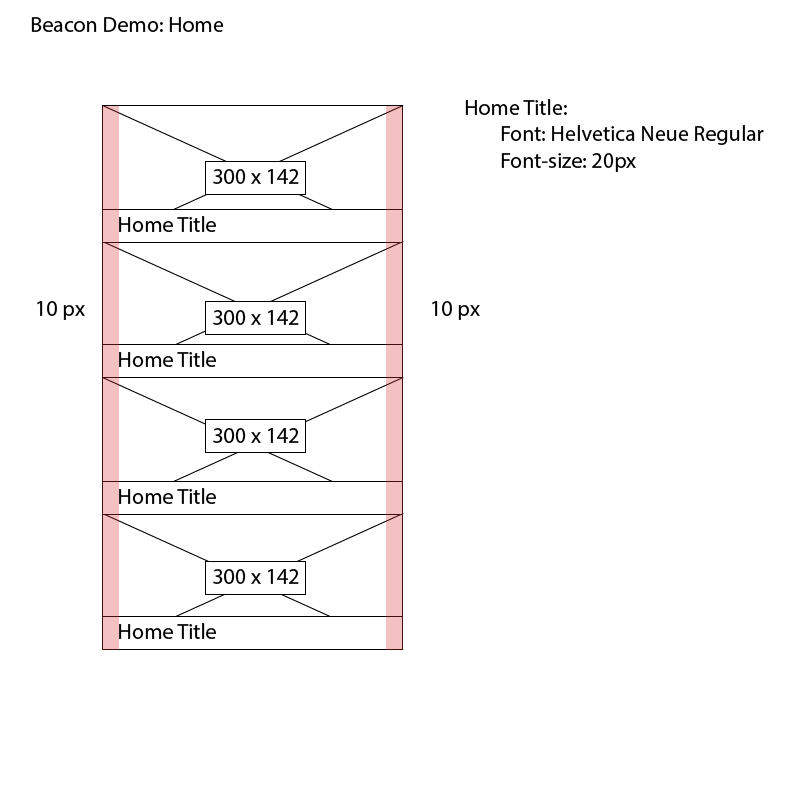 Beacon Demo: Home
Home Title:
Font: Helvetica Neue Regular
Font-size: 20px
300 x 142
Home Title
10 px
300 x 142
10 px
Home Title
300 x 142
Home Title
300 x 142
Home Title